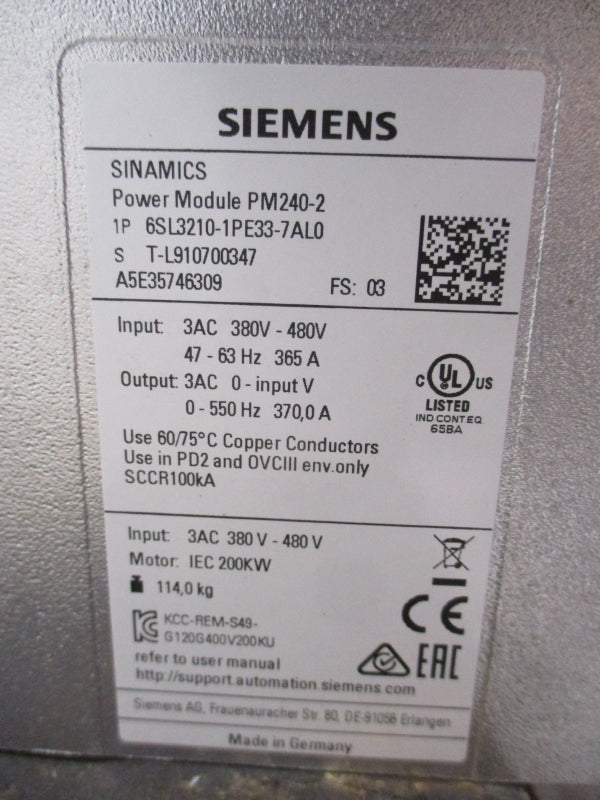 SIEMENS
SINAMICS
Power Module PM240-2
1P 6SL3210-1PE33-7AL0
S T-L910700347
A5E35746309 FS: 03
Input: 3AC 380V - 480V
47 - 63 Hz 365 A
Output: 3AC 0 - input V
0 - 550 Hz 370,0 A
c UL US
LISTED
IND CONT EQ
65BA
Use 60/75°C Copper Conductors
Use in PD2 and OVCIII env.only
SCCR100kA
Input: 3AC 380 V - 480 V
Motor: IEC 200KW
114,0 kg
KCC-REM-S49-
G120G400V200KU
CE
EAC
refer to user manual
http://support.automation.siemens.com
Siemens AG, Frauenauracher Str. 80, DE-91056 Erlangen
Made in Germany